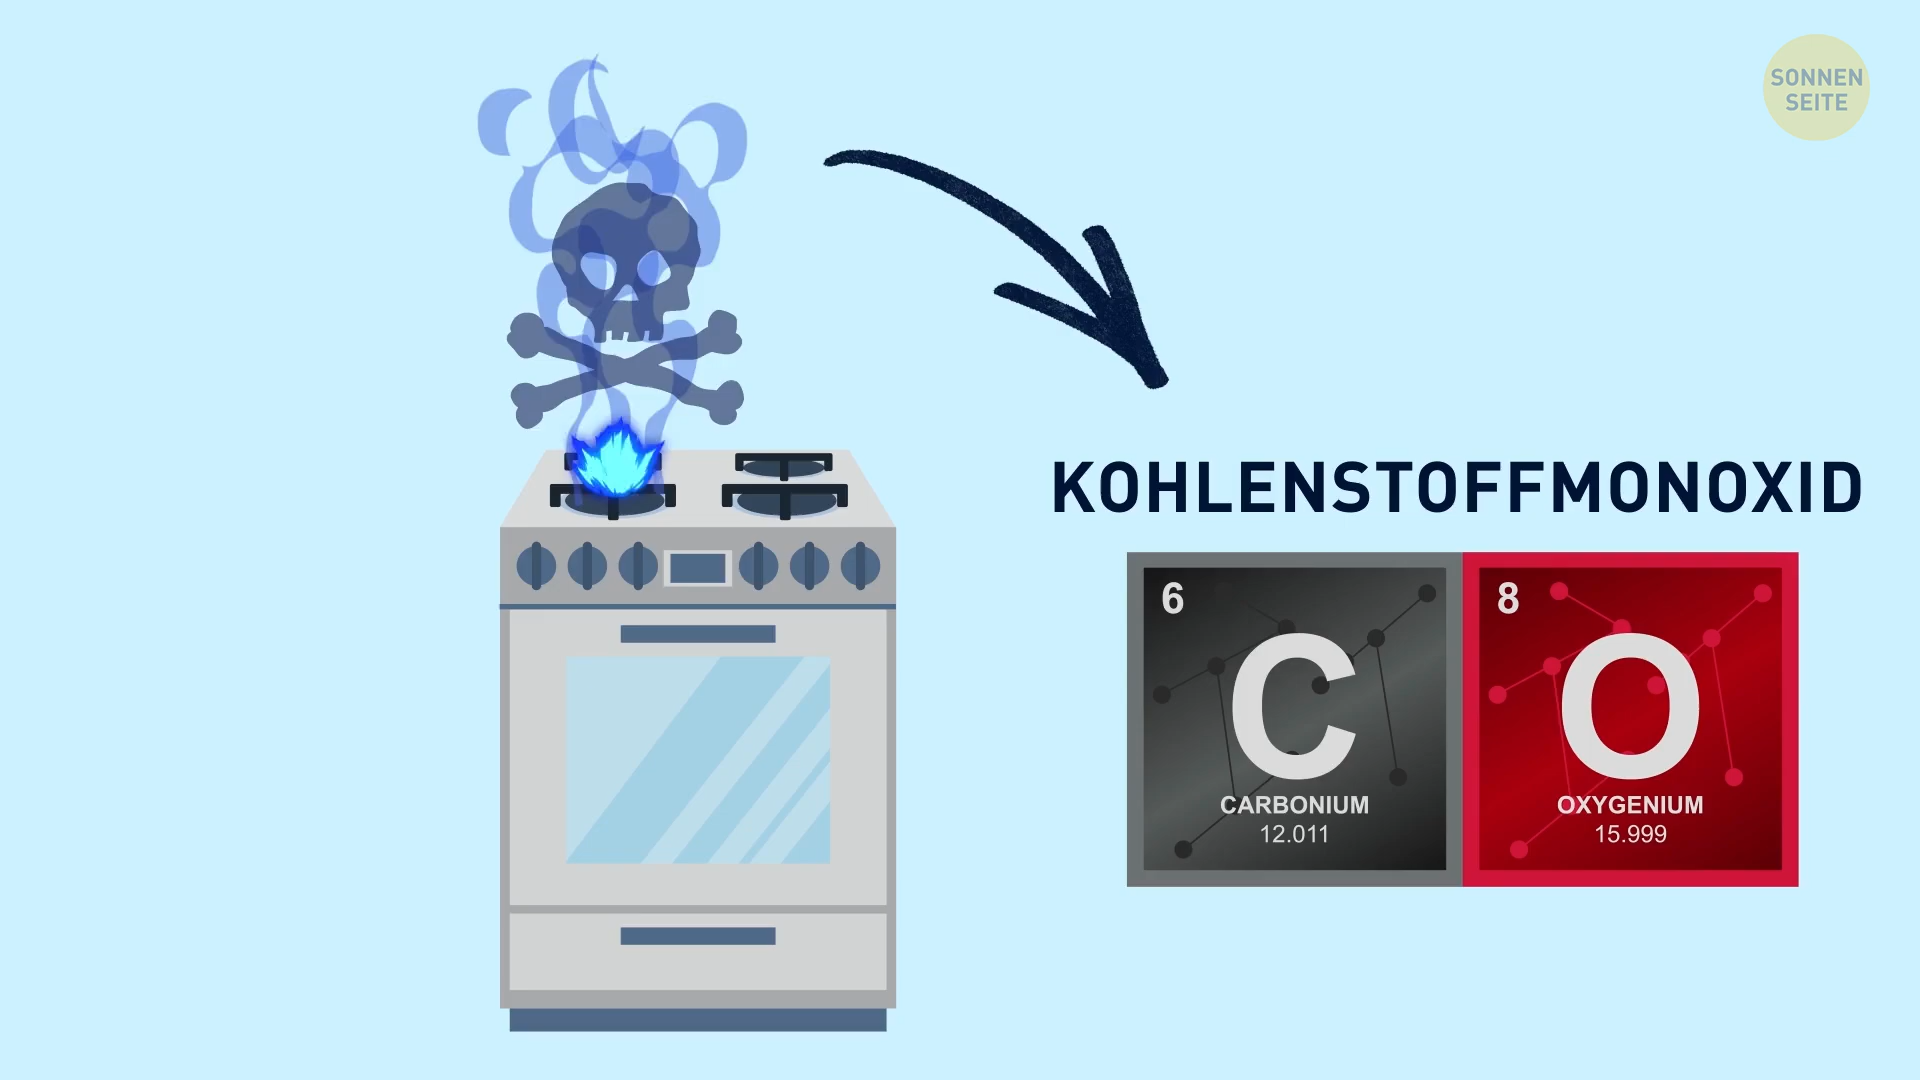 SONNEN
SEITE
KOHLENSTOFFMONOXID
6
C
CARBONIUM
12.011
8
O
OXYGENIUM
15.999